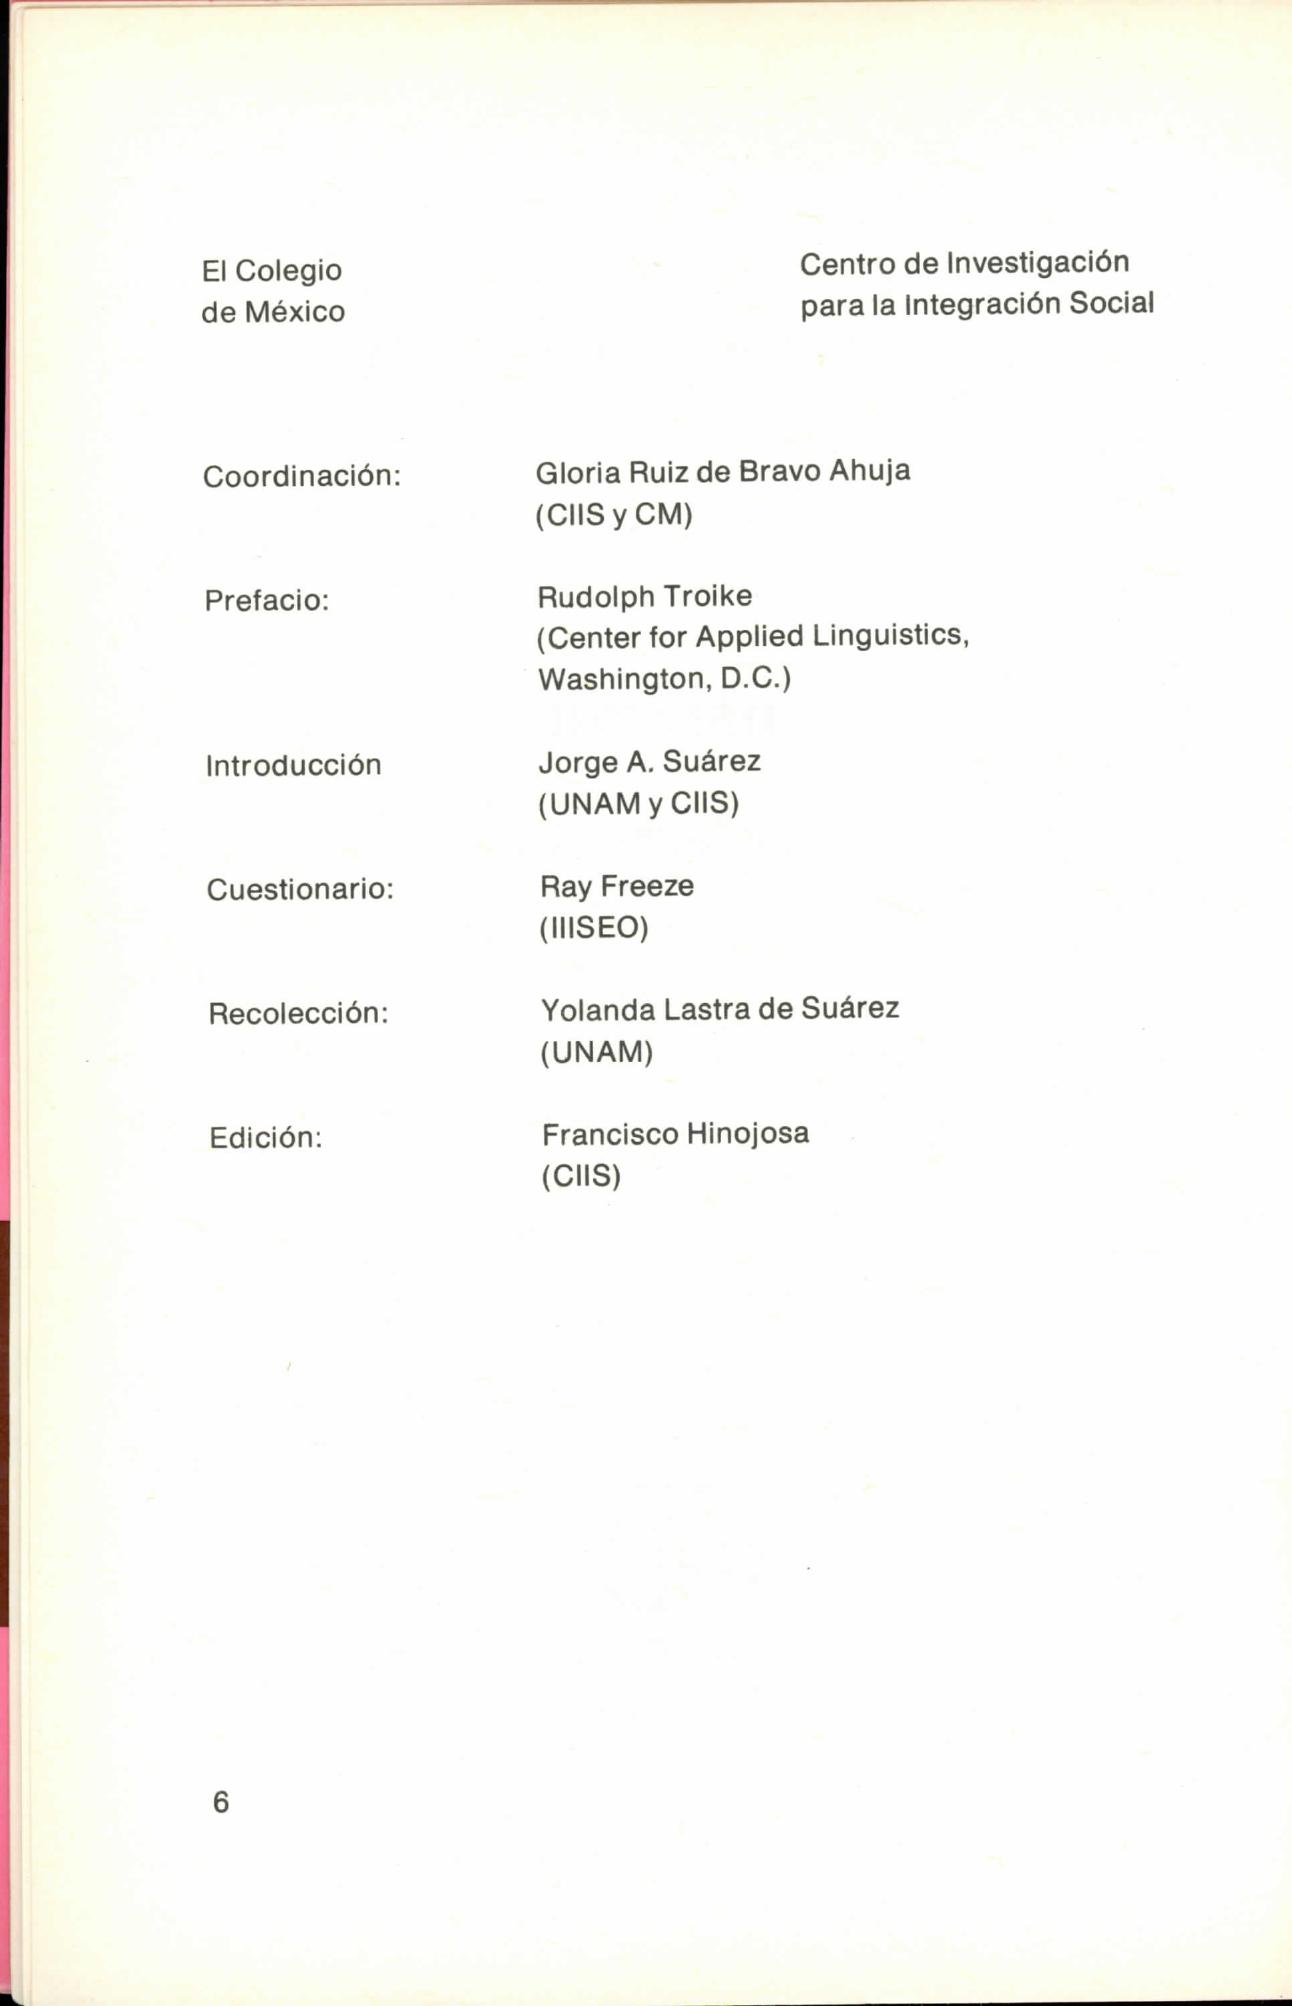 El Colegio
de México
Centro de Investigación
para la Integración Social
Coordinación:
Gloria Ruiz de Bravo Ahuja
(CIIS y CM)
Prefacio:
Rudolph Troike
(Center for Applied Linguistics,
Washington, D.C.)
Introducción
Jorge A. Suárez
(UNAM y CIIS)
Cuestionario:
Ray Freeze
(IIISEO)
Recolección:
Yolanda Lastra de Suárez
(UNAM)
Edición:
Francisco Hinojosa
(CIIS)
6